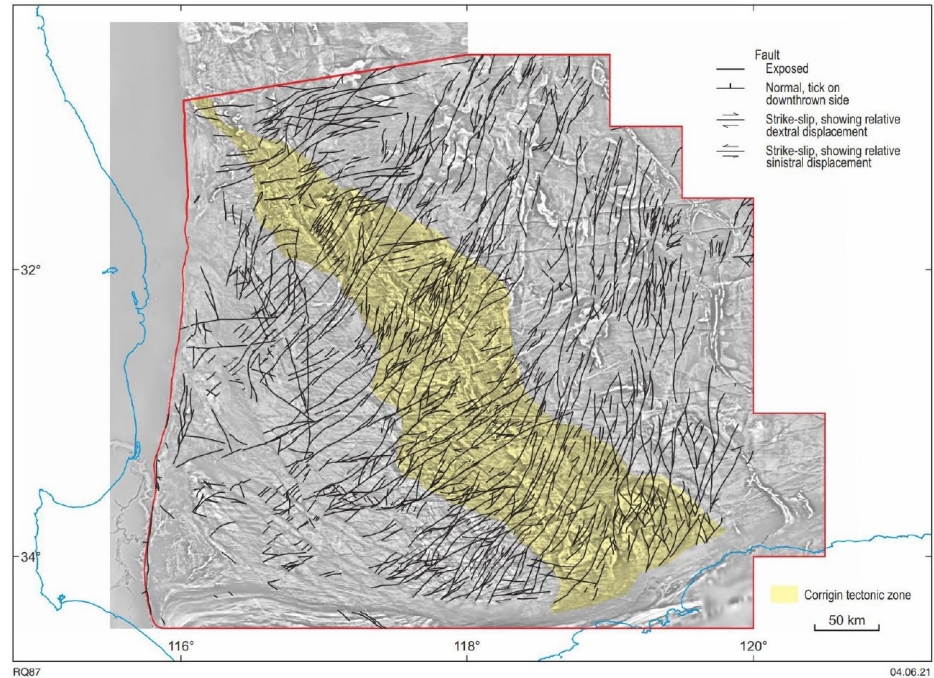 Fault
Exposed
Normal, tick on
downthrown side
Strike-slip, showing relative
dextral displacement
Strike-slip, showing relative
sinistral displacement
32°
34°
Corrigin tectonic zone
50 km
116°
118°
120°
RQ87
04.06.21